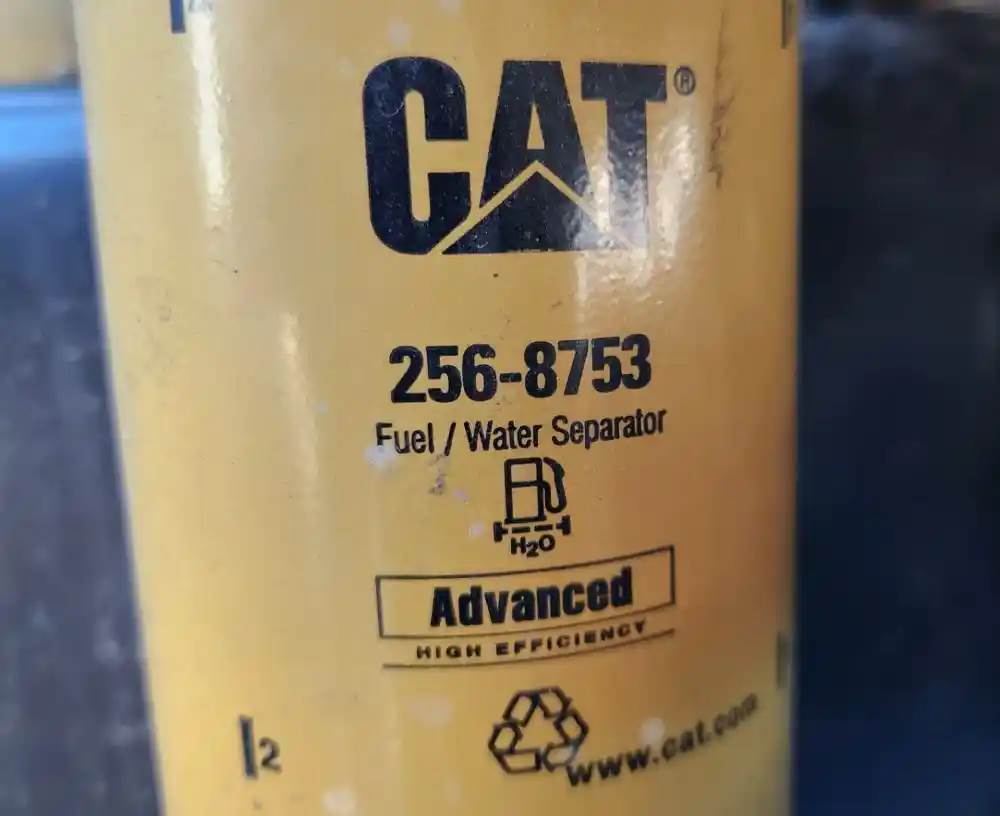 CAT®
256-8753
Fuel / Water Separator
H₂O
Advanced
HIGH EFFICIENCY
2
www.cat.com